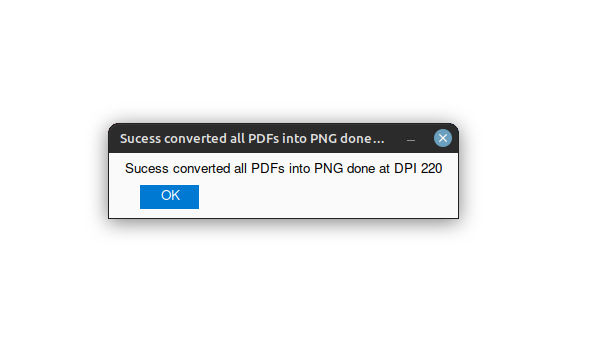 Sucess converted all PDFs into PNG done...
Sucess converted all PDFs into PNG done at DPI 220
OK